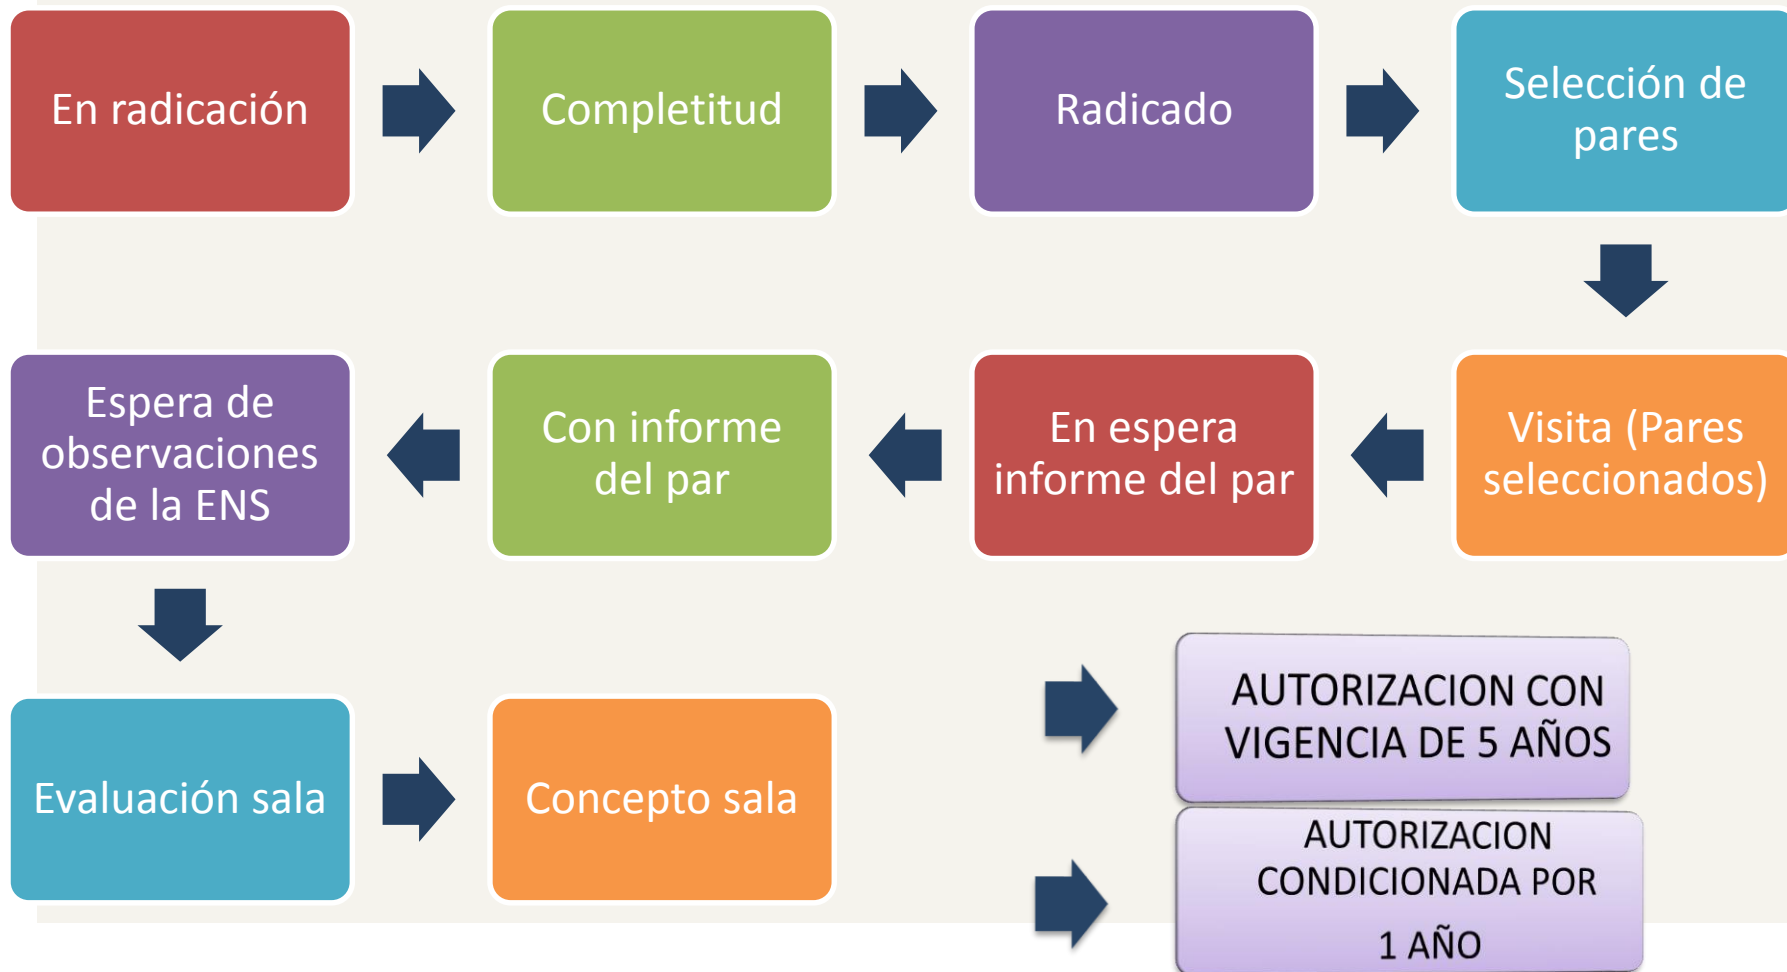 En radicación
Completitud
Radicado
Selección de
pares
Visita (Pares
seleccionados)
En espera
informe del par
Con informe
del par
Espera de
observaciones
de la ENS
Evaluación sala
Concepto sala
AUTORIZACION CON
VIGENCIA DE 5 AÑOS
AUTORIZACION
CONDICIONADA POR
1 AÑO